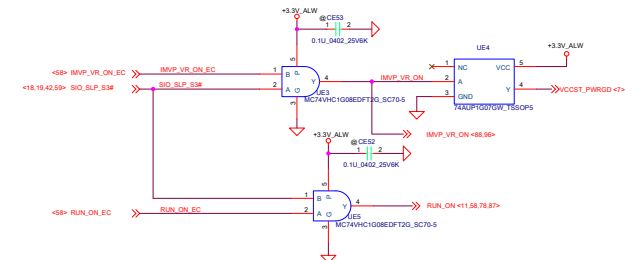 +3.3V_ALW
@CE53
1 2
0.1U_0402_25V6K
UE4
+3.3V_ALW
<58> IMVP_VR_ON_EC
IMVP_VR_ON_EC
1
B
P
5
Y
4
IMVP_VR_ON
1
NC
VCC
5
<18,19,42,59> SIO_SLP_S3#
SIO_SLP_S3#
2
A
G
3
2
A
UE3
MC74VHC1G08EDFT2G_SC70-5
3
GND
Y
4
VCCST_PWRGD <7>
74AUP1G07GW_TSSOP5
+3.3V_ALW
@CE52
1 2
0.1U_0402_25V6K
IMVP_VR_ON <88,96>
5
1
B
P
Y
4
RUN_ON <11,58,78,87>
<58> RUN_ON_EC
RUN_ON_EC
2
A
G
3
UE5
MC74VHC1G08EDFT2G_SC70-5